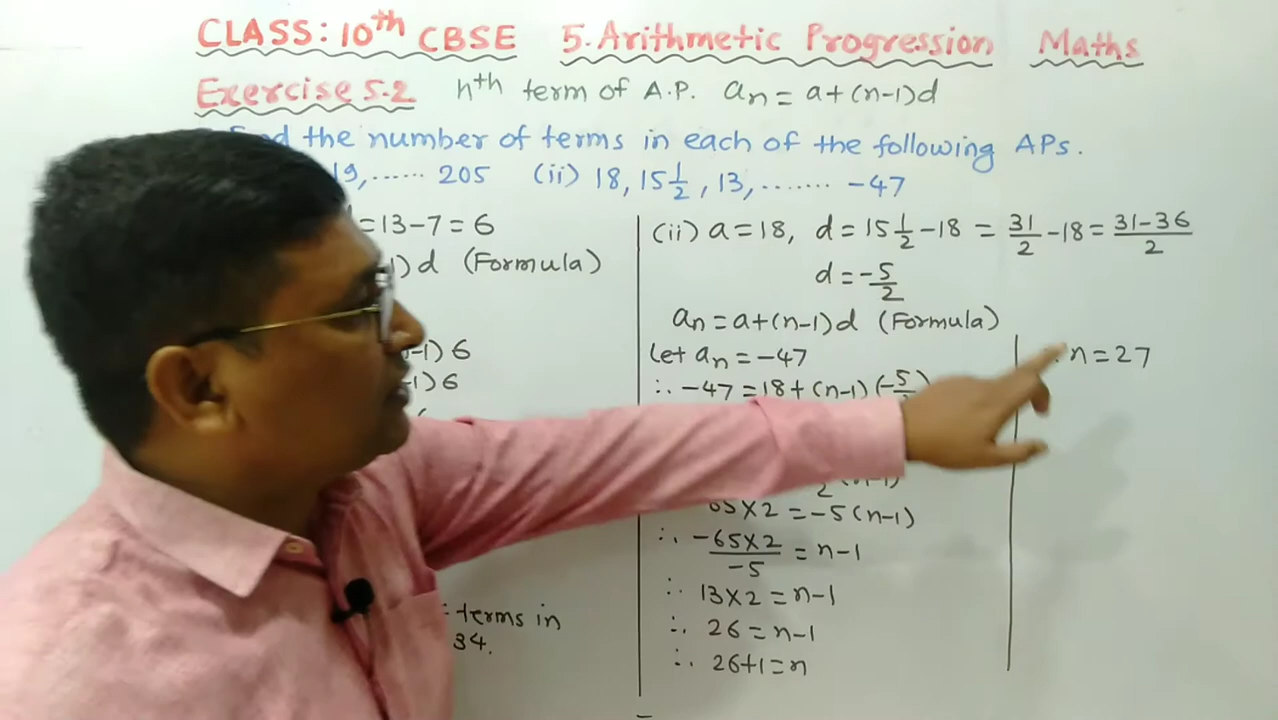 CLASS: 10th CBSE 5. Arithmetic Progression Maths
Exercise 5.2 nth term of A.P. an = a+(n-1)d
the number of terms in each of the following APs.
19,...... 205 (ii) 18, 15 1/2, 13,....... -47
=13-7=6
)d (Formula)
-1) 6
-1) 6
terms in
34.
(ii) a=18, d= 15 1/2 -18 = 31/2 -18 = 31-36/2
d= -5/2
an = a+(n-1)d (Formula)
Let an = -47
∴ -47 = 18+(n-1)(-5
65×2 = -5(n-1)
∴ -65×2/-5 = n-1
∴ 13×2 = n-1
∴ 26 = n-1
∴ 26+1 = n
n=27